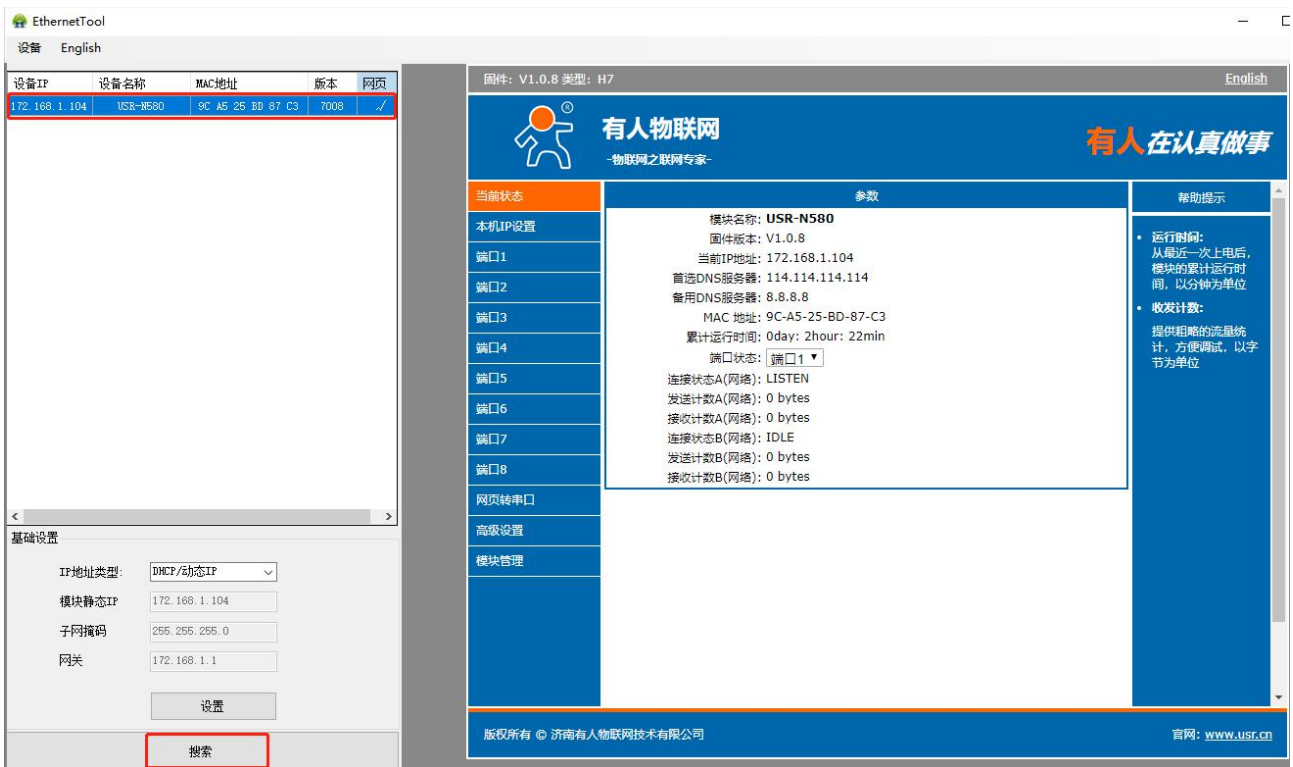 EthernetTool
设备 English
设备IP 设备名称 MAC地址 版本 网页
172.168.1.104 USR-N580 9C A5 25 BD 87 C3 7008 √
基础设置
IP地址类型: DHCP/动态IP
模块静态IP 172.168.1.104
子网掩码 255.255.255.0
网关 172.168.1.1
设置
搜索
固件: V1.0.8 类型: H7 English
®
有人物联网
-物联网之联网专家-
有人在认真做事
当前状态
本机IP设置
端口1
端口2
端口3
端口4
端口5
端口6
端口7
端口8
网页转串口
高级设置
模块管理
参数
模块名称: USR-N580
固件版本: V1.0.8
当前IP地址: 172.168.1.104
首选DNS服务器: 114.114.114.114
备用DNS服务器: 8.8.8.8
MAC 地址: 9C-A5-25-BD-87-C3
累计运行时间: 0day: 2hour: 22min
端口状态: 端口1
连接状态A(网络): LISTEN
发送计数A(网络): 0 bytes
接收计数A(网络): 0 bytes
连接状态B(网络): IDLE
发送计数B(网络): 0 bytes
接收计数B(网络): 0 bytes
帮助提示
• 运行时间:
从最近一次上电后,
模块的累计运行时
间, 以分钟为单位
• 收发计数:
提供粗略的流量统
计, 方便调试, 以字
节为单位
版权所有 © 济南有人物联网技术有限公司 官网: www.usr.cn